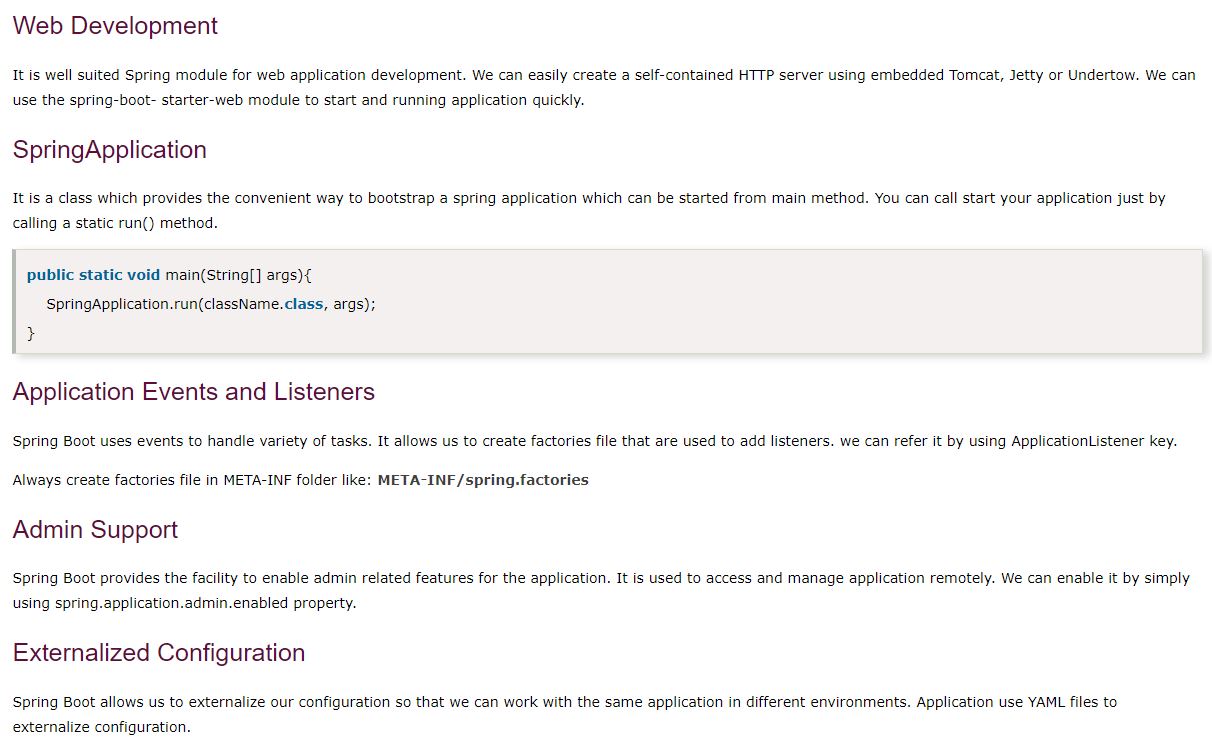 Web Development
It is well suited Spring module for web application development. We can easily create a self-contained HTTP server using embedded Tomcat, Jetty or Undertow. We can
use the spring-boot- starter-web module to start and running application quickly.
SpringApplication
It is a class which provides the convenient way to bootstrap a spring application which can be started from main method. You can call start your application just by
calling a static run() method.
public static void main(String[] args){
SpringApplication.run(className.class, args);
}
Application Events and Listeners
Spring Boot uses events to handle variety of tasks. It allows us to create factories file that are used to add listeners. we can refer it by using ApplicationListener key.
Always create factories file in META-INF folder like: META-INF/spring.factories
Admin Support
Spring Boot provides the facility to enable admin related features for the application. It is used to access and manage application remotely. We can enable it by simply
using spring.application.admin.enabled property.
Externalized Configuration
Spring Boot allows us to externalize our configuration so that we can work with the same application in different environments. Application use YAML files to
externalize configuration.